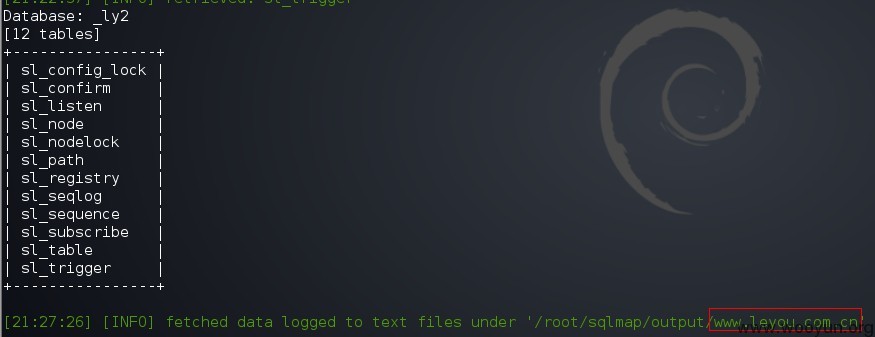 [21:22:37] [INFO] retrieved: sl_trigger
Database: _ly2
[12 tables]
+----------------+
| sl_config_lock |
| sl_confirm     |
| sl_listen      |
| sl_node        |
| sl_nodelock    |
| sl_path        |
| sl_registry    |
| sl_seqlog      |
| sl_sequence    |
| sl_subscribe   |
| sl_table       |
| sl_trigger     |
+----------------+
[21:27:26] [INFO] fetched data logged to text files under '/root/sqlmap/output/www.leyou.com.cn'
www.wooyun.org